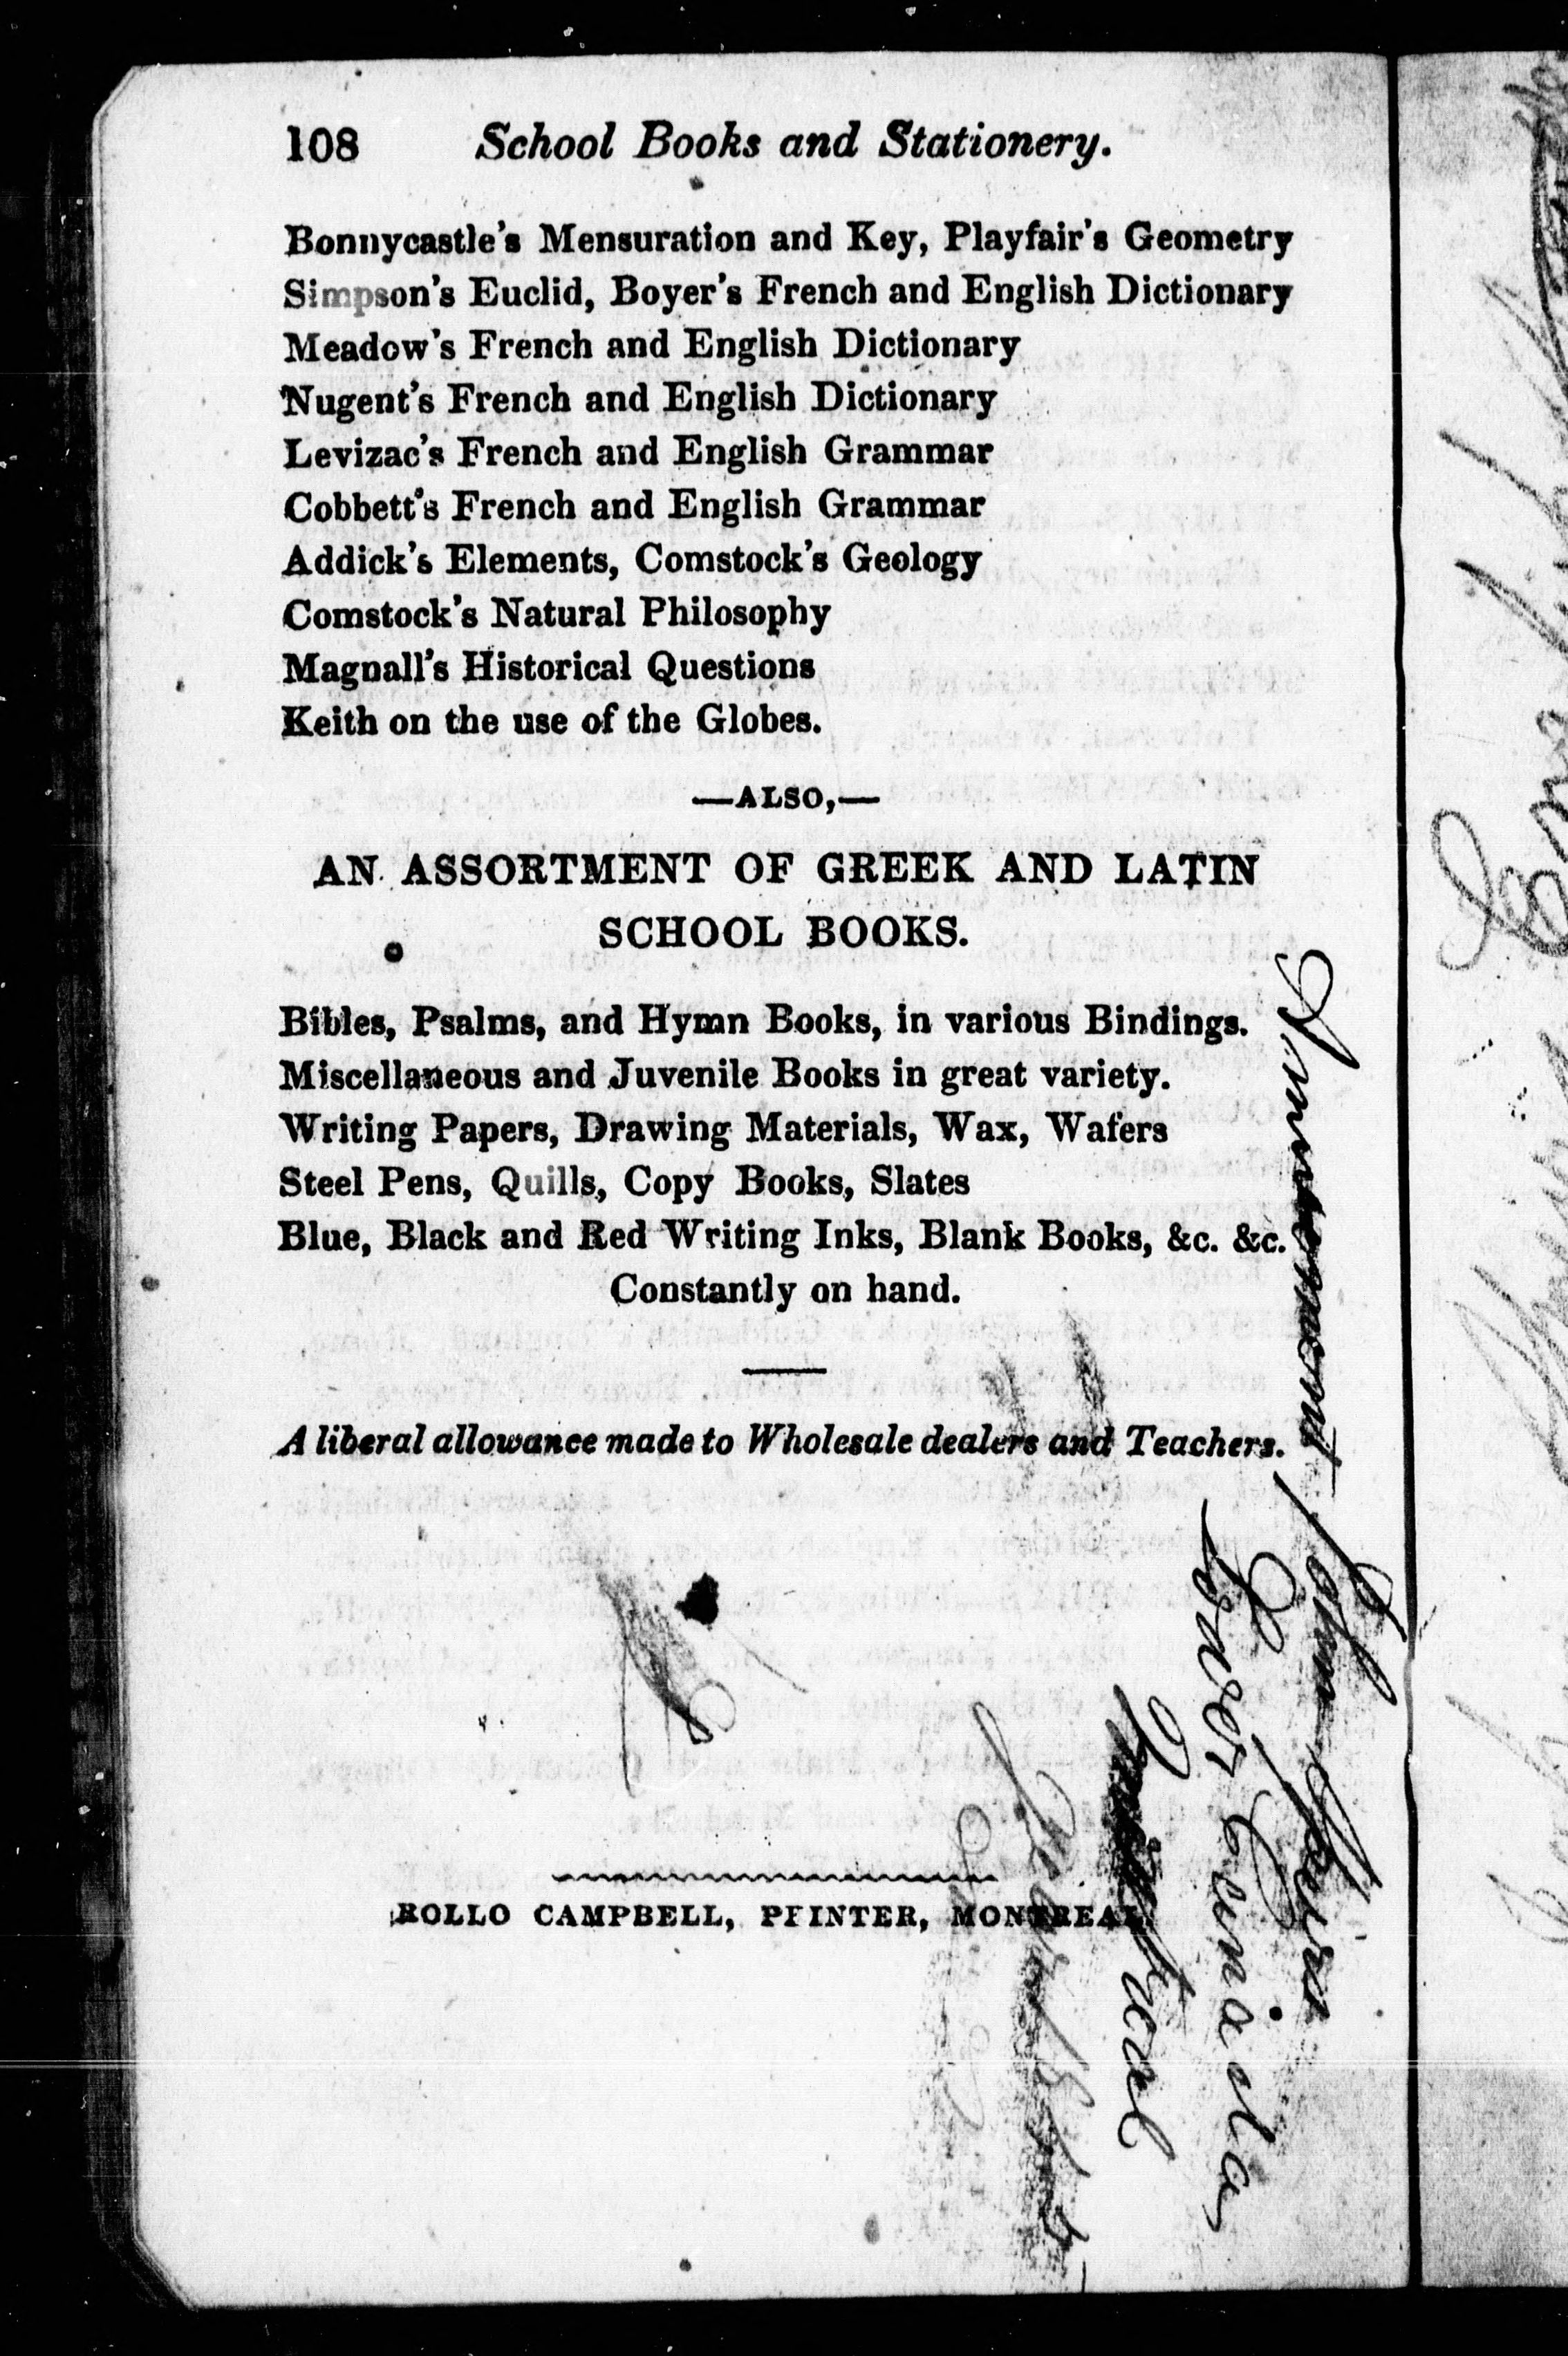 108 School Books and Stationery.
Bonnycastle's Mensuration and Key, Playfair's Geometry
Simpson's Euclid, Boyer's French and English Dictionary
Meadow's French and English Dictionary
Nugent's French and English Dictionary
Levizac's French and English Grammar
Cobbett's French and English Grammar
Addick's Elements, Comstock's Geology
Comstock's Natural Philosophy
Magnall's Historical Questions
Keith on the use of the Globes.
—ALSO,—
AN ASSORTMENT OF GREEK AND LATIN
SCHOOL BOOKS.
Bibles, Psalms, and Hymn Books, in various Bindings.
Miscellaneous and Juvenile Books in great variety.
Writing Papers, Drawing Materials, Wax, Wafers
Steel Pens, Quills, Copy Books, Slates
Blue, Black and Red Writing Inks, Blank Books, &c. &c.
Constantly on hand.
A liberal allowance made to Wholesale dealers and Teachers.
ROLLO CAMPBELL, PRINTER, MONTREAL
John